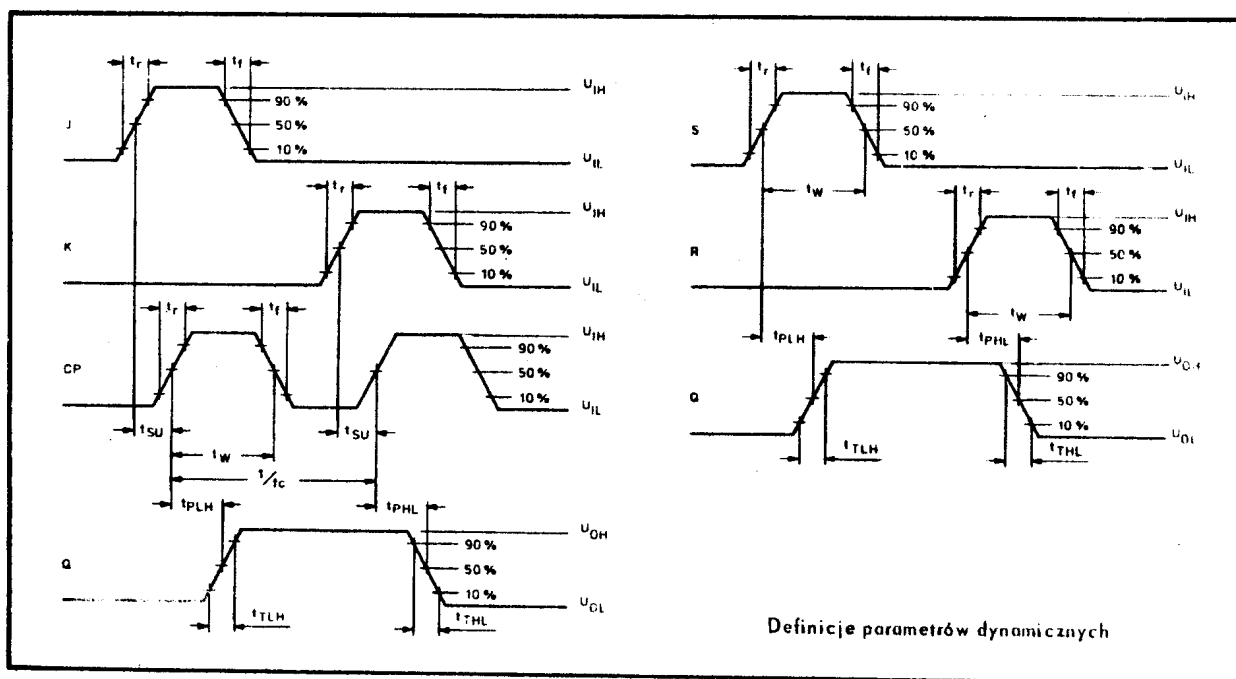 tr tf
UIH
90 %
J 50 %
10 %
UIL
tr tf
UIH
90 %
K 50 %
10 %
UIL
tr tf
UIH
90 %
CP 50 %
10 %
UIL
tSU tSU
tW
1/fc
tPLH tPHL
UOH
90 %
Q 50 %
10 %
UOL
tTLH tTHL
tr tf
UIH
90 %
S 50 %
10 %
UIL
tW
tr tf
UIH
90 %
R 50 %
10 %
UIL
tW
tPLH tPHL
UOH
90 %
Q 50 %
10 %
UOL
tTLH tTHL
Definicje parametrów dynamicznych